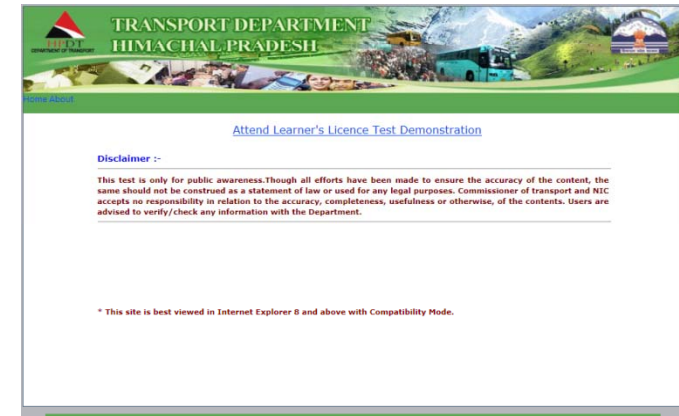 TRANSPORT DEPARTMENT
HIMACHAL PRADESH
HPDT
DEPARTMENT OF TRANSPORT
Home About
Attend Learner's Licence Test Demonstration
Disclaimer :-
This test is only for public awareness.Though all efforts have been made to ensure the accuracy of the content, the
same should not be construed as a statement of law or used for any legal purposes. Commissioner of transport and NIC
accepts no responsibility in relation to the accuracy, completeness, usefulness or otherwise, of the contents. Users are
advised to verify/check any information with the Department.
* This site is best viewed in Internet Explorer 8 and above with Compatibility Mode.